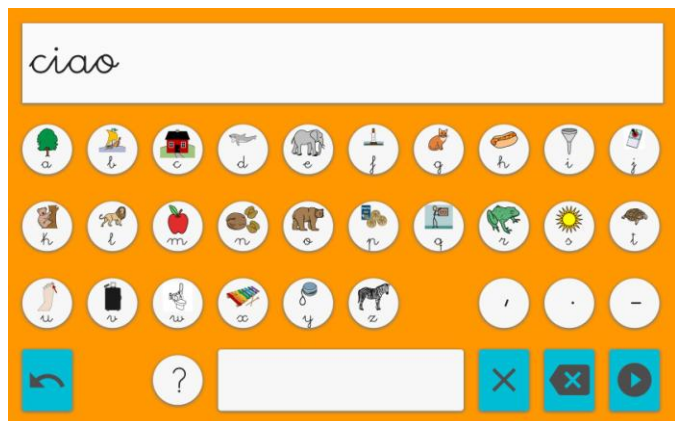 ciao
a b c d e f g h i j
k l m n o p q r s t
u v w x y z ' . -
?